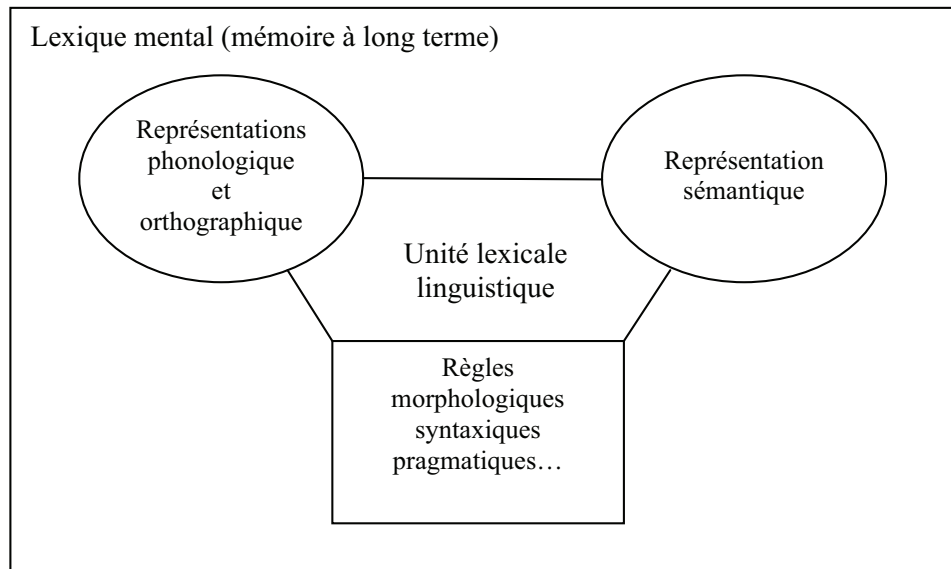 Lexique mental (mémoire à long terme)
Représentations
phonologique
et
orthographique
Représentation
sémantique
Unité lexicale
linguistique
Règles
morphologiques
syntaxiques
pragmatiques…